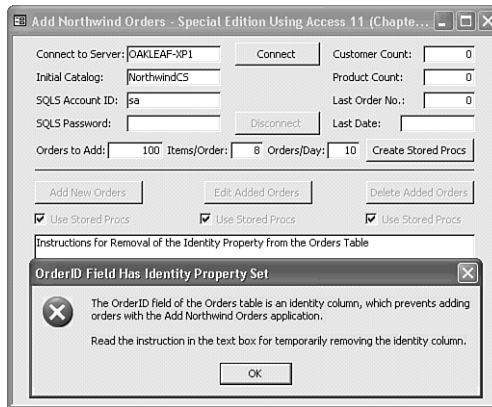 Add Northwind Orders - Special Edition Using Access 11 (Chapte...
Connect to Server: OAKLEAF-XP1 Connect Customer Count: 0
Initial Catalog: NorthwindCS Product Count: 0
SQLS Account ID: sa Last Order No.: 0
SQLS Password: Disconnect Last Date:
Orders to Add: 100 Items/Order: 8 Orders/Day: 10 Create Stored Procs
Add New Orders Edit Added Orders Delete Added Orders
Use Stored Procs Use Stored Procs Use Stored Procs
Instructions for Removal of the Identity Property from the Orders Table
OrderID Field Has Identity Property Set
The OrderID field of the Orders table is an identity column, which prevents adding
orders with the Add Northwind Orders application.
Read the instruction in the text box for temporarily removing the identity column.
OK